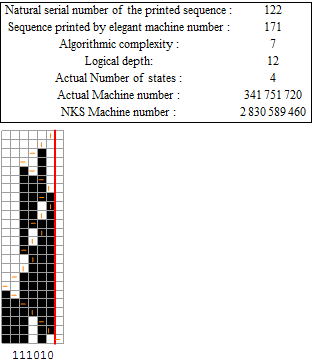 Natural serial number of the printed sequence : 122
Sequence printed by elegant machine number : 171
Algorithmic complexity : 7
Logical depth: 12
Actual Number of states : 4
Actual Machine number : 341 751 720
NKS Machine number : 2 830 589 460
111010